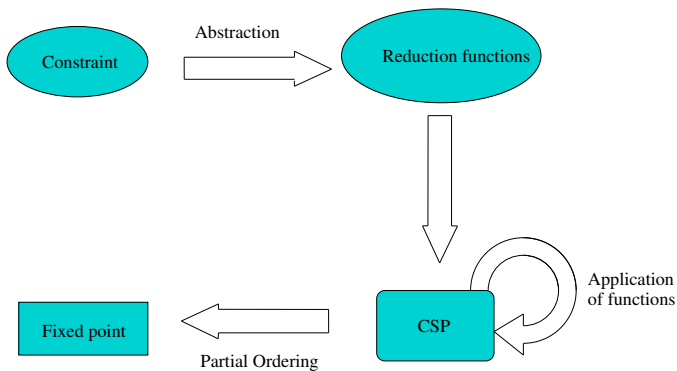 Abstraction
Constraint
Reduction functions
Application
of functions
CSP
Fixed point
Partial Ordering